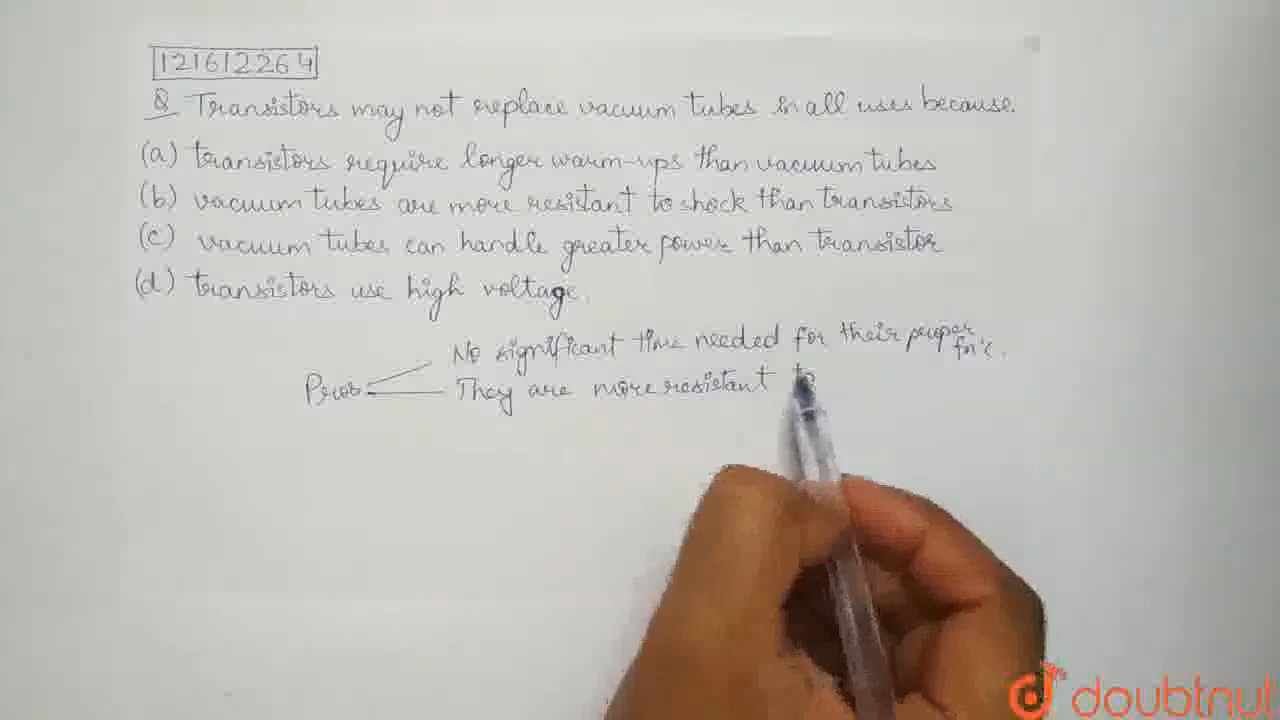 121612264
Q Transistors may not replace vacuum tubes in all uses because.
(a) transistors require longer warm-ups than vacuum tubes
(b) vacuum tubes are more resistant to shock than transistors
(c) vacuum tubes can handle greater power than transistor
(d) transistors use high voltage.
No significant time needed for their proper
fn'c.
Pros
They are more resistant to
doubtnut